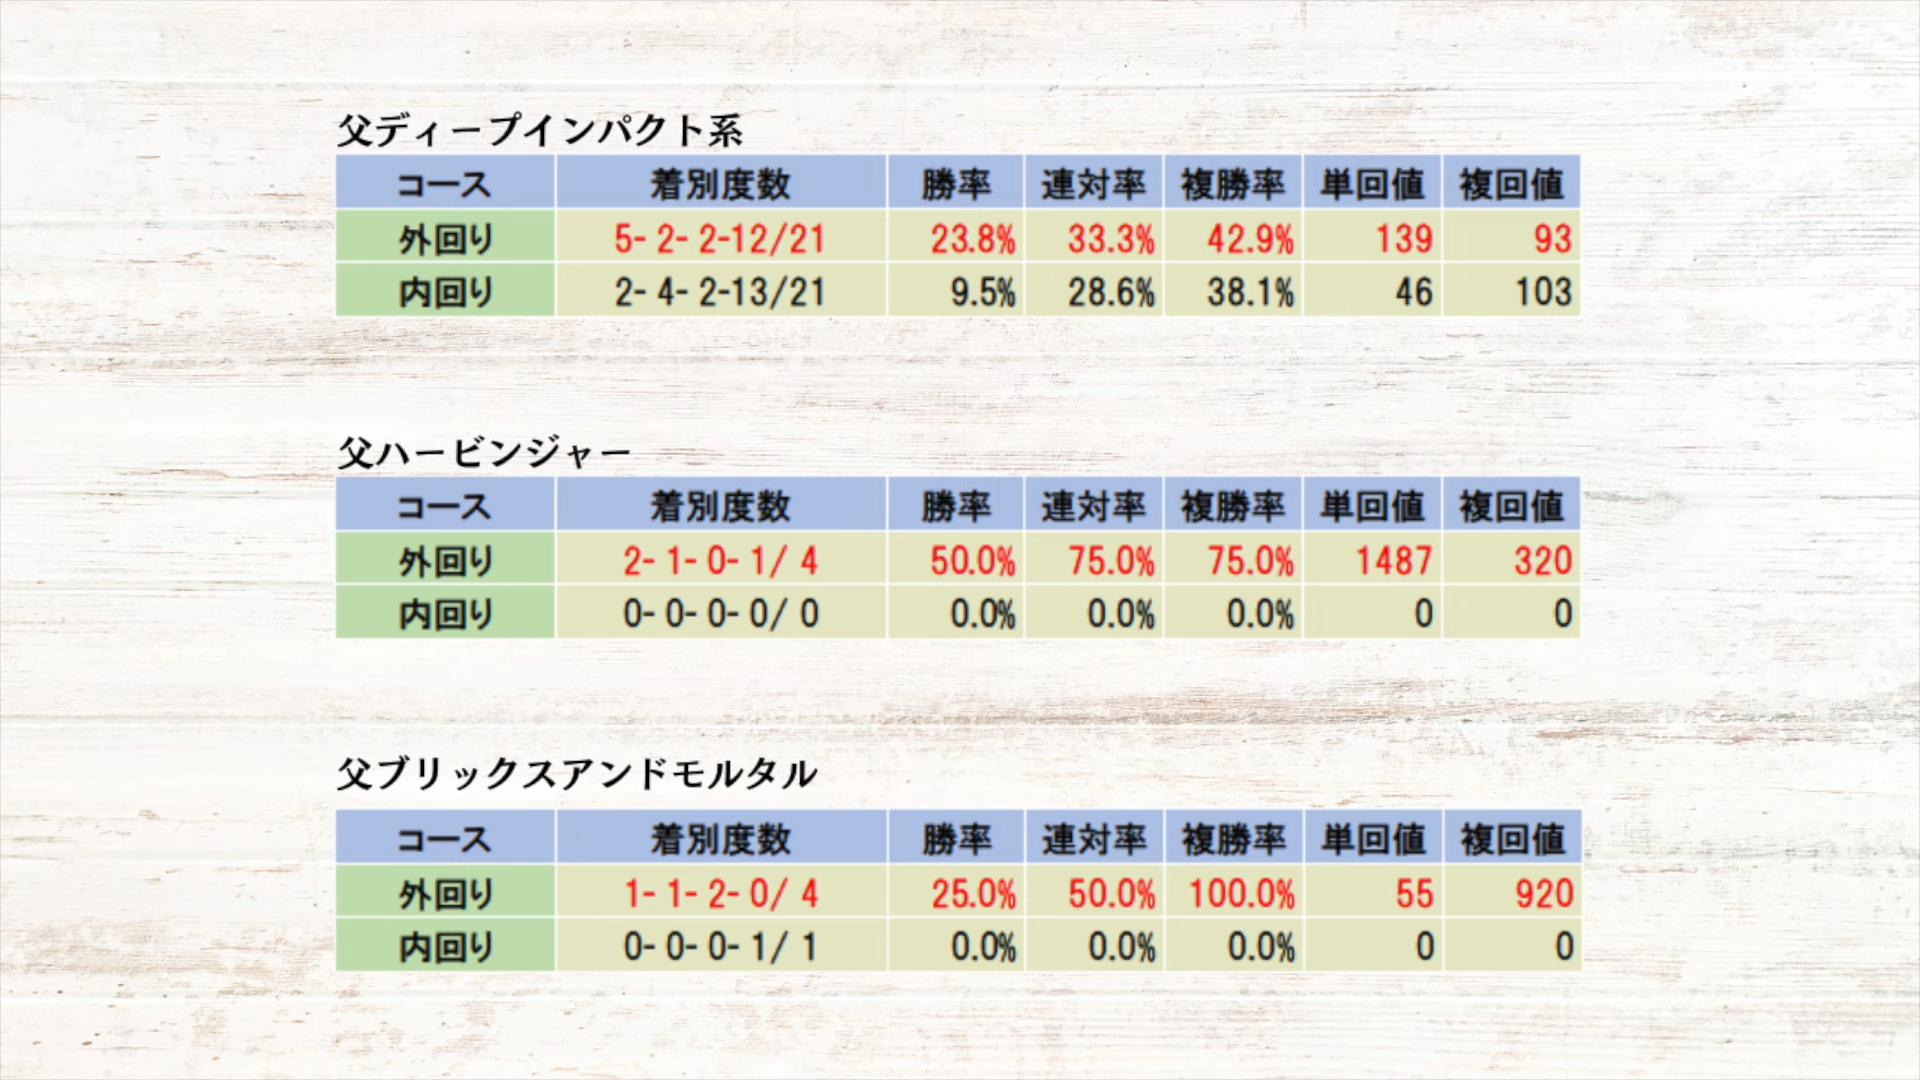 父ディープインパクト系
コース 着別度数 勝率 連対率 複勝率 単回値 複回値
外回り 5- 2- 2-12/21 23.8% 33.3% 42.9% 139 93
内回り 2- 4- 2-13/21 9.5% 28.6% 38.1% 46 103
父ハービンジャー
コース 着別度数 勝率 連対率 複勝率 単回値 複回値
外回り 2- 1- 0- 1/ 4 50.0% 75.0% 75.0% 1487 320
内回り 0- 0- 0- 0/ 0 0.0% 0.0% 0.0% 0 0
父ブリックスアンドモルタル
コース 着別度数 勝率 連対率 複勝率 単回値 複回値
外回り 1- 1- 2- 0/ 4 25.0% 50.0% 100.0% 55 920
内回り 0- 0- 0- 1/ 1 0.0% 0.0% 0.0% 0 0